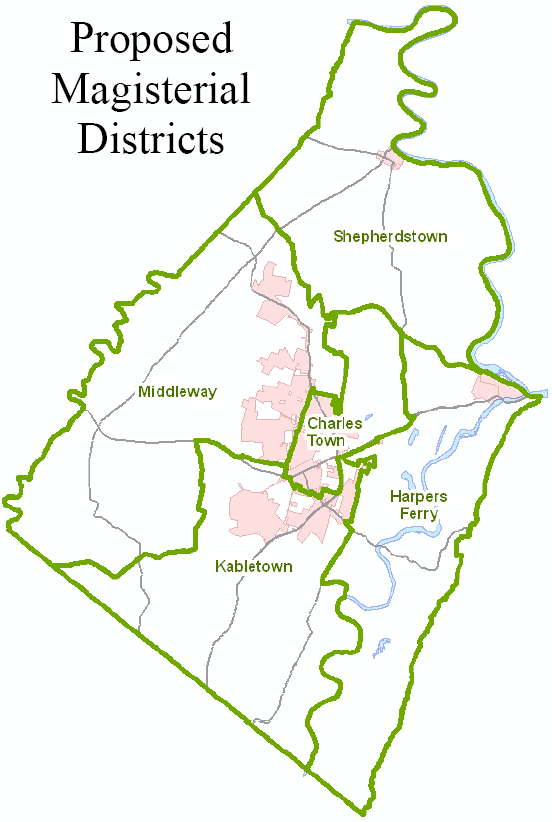 Proposed
Magisterial
Districts
Shepherdstown
Middleway
Charles
Town
Harpers
Ferry
Kabletown